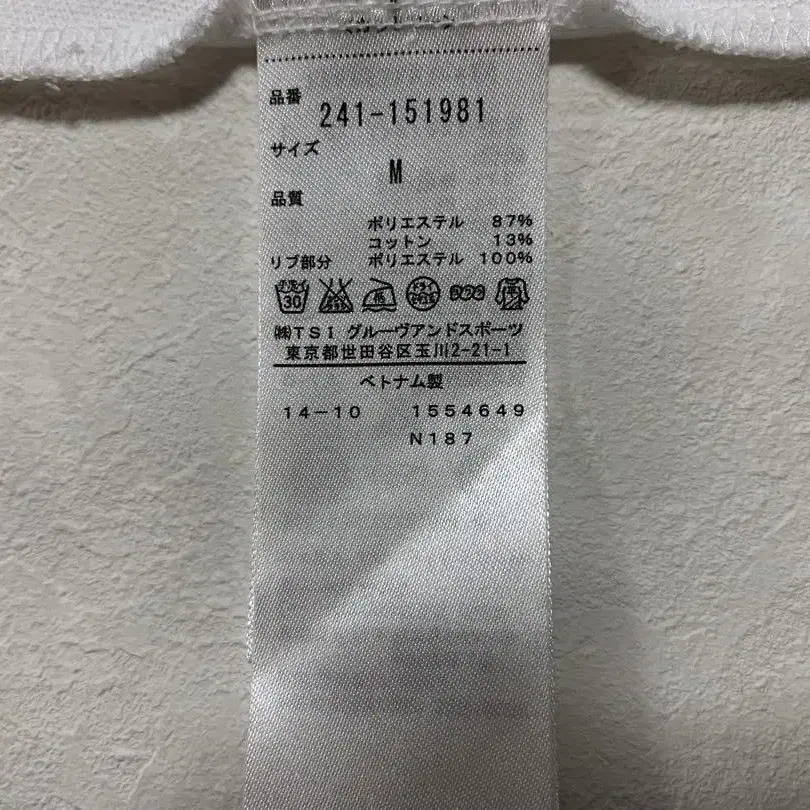 品番
241-151981
サイズ
M
品質
ポリエステル 87%
コットン 13%
リブ部分 ポリエステル 100%
30
㈱TSI グルーヴアンドスポーツ
東京都世田谷区玉川2-21-1
ベトナム製
14-10 1554649
N187